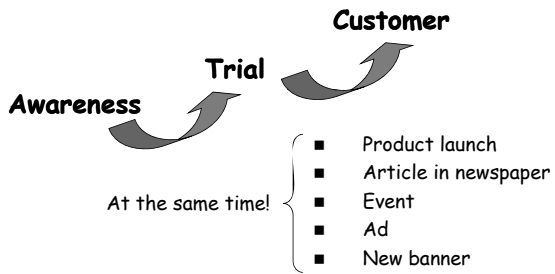 Customer
Trial
Awareness
■ Product launch
■ Article in newspaper
At the same time!
■ Event
■ Ad
■ New banner